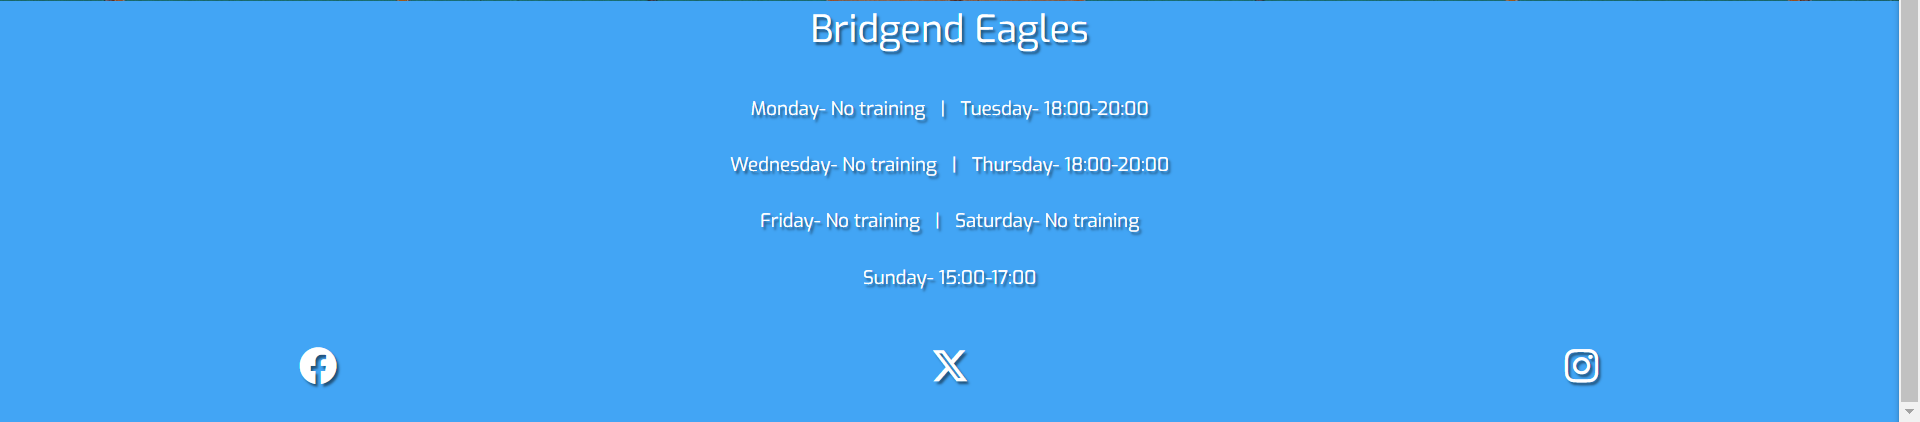 Bridgend Eagles
Monday- No training | Tuesday- 18:00-20:00
Wednesday- No training | Thursday- 18:00-20:00
Friday- No training | Saturday- No training
Sunday- 15:00-17:00